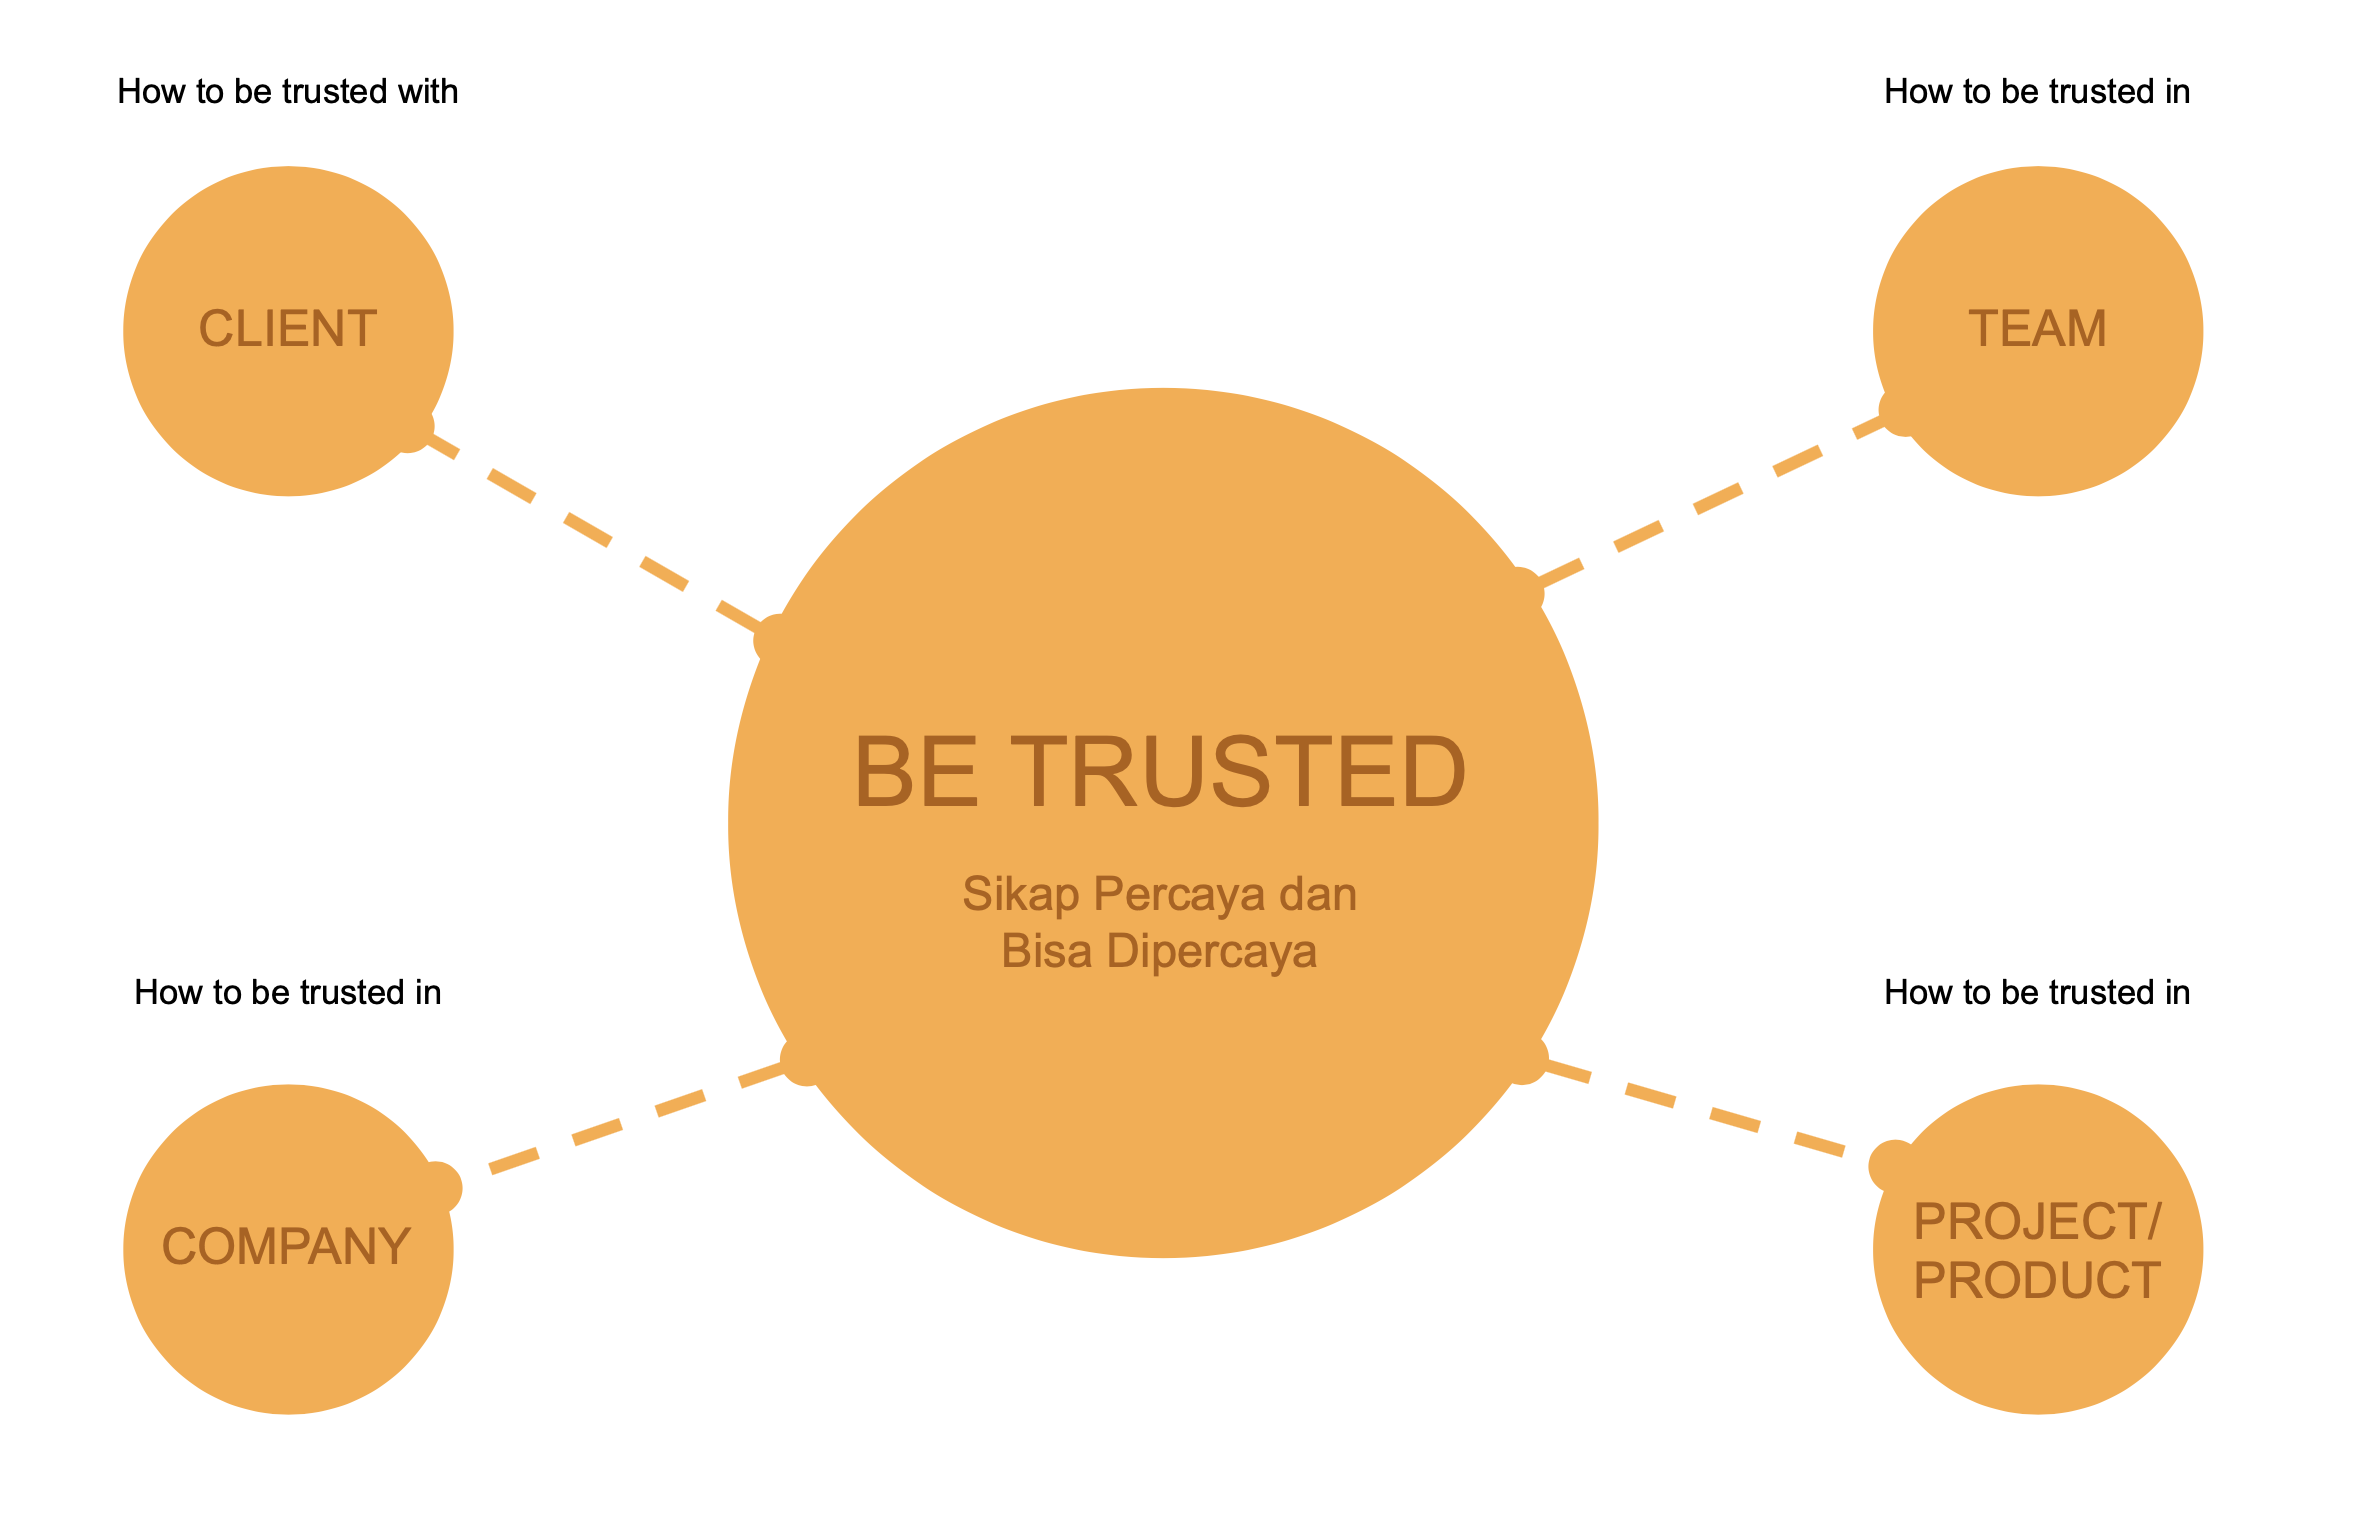 How to be trusted with
CLIENT
How to be trusted in
TEAM
BE TRUSTED
Sikap Percaya dan
Bisa Dipercaya
How to be trusted in
COMPANY
How to be trusted in
PROJECT/
PRODUCT